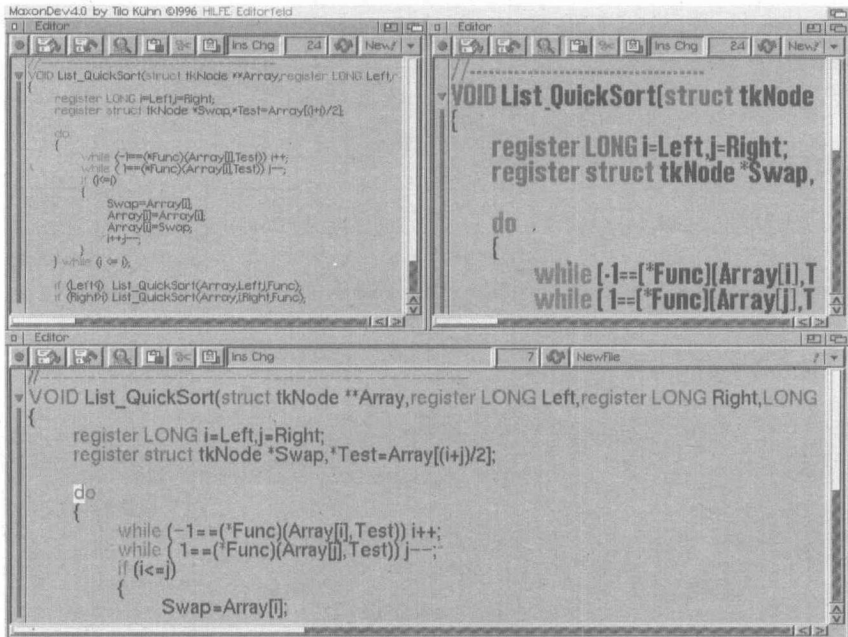 MaxonDev4.0 by Tilo Kühn ©1996 HILFE: Editorfeld
Editor
Ins Chg 24 New/
//-----------------------------------
VOID List_QuickSort(struct tkNode **Array,register LONG Left,r
{
register LONG i=Left,j=Right;
register struct tkNode *Swap,*Test=Array[(i+j)/2];
do
{
while (-1==(*Func)(Array[i],Test)) i++;
while ( 1==(*Func)(Array[j],Test)) j--;
if (i<=j)
{
Swap=Array[i];
Array[i]=Array[j];
Array[j]=Swap;
i++;j--;
}
} while (i <= j);
if (Left<j) List_QuickSort(Array,Left,j,Func);
if (Right>i) List_QuickSort(Array,i,Right,Func);
Editor
Ins Chg 24 New/
//-----------------------------------
VOID List_QuickSort[struct tkNode
{
register LONG i=Left,j=Right;
register struct tkNode *Swap,
do
{
while [-1==[*Func][Array[i],T
while [ 1==[*Func][Array[j],T
Editor
Ins Chg 7 NewFile
//-----------------------------------
VOID List_QuickSort(struct tkNode **Array,register LONG Left,register LONG Right,LONG
{
register LONG i=Left,j=Right;
register struct tkNode *Swap,*Test=Array[(i+j)/2];
do
{
while (-1==(*Func)(Array[i],Test)) i++;
while ( 1==(*Func)(Array[j],Test)) j--;
if (i<=j)
{
Swap=Array[i];